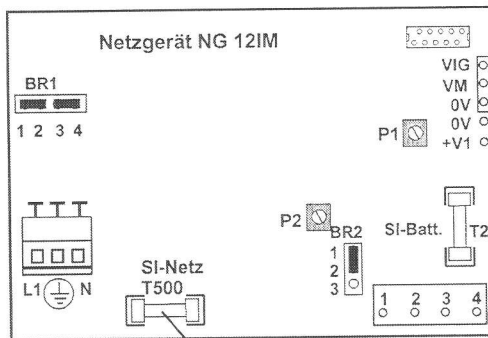 Netzgerät NG 12IM
BR1
1 2 3 4
VIG
VM
0V
0V
+V1
P1
P2
BR2
1
2
3
SI-Batt.
T2
L1 N
SI-Netz
T500
1 2 3 4